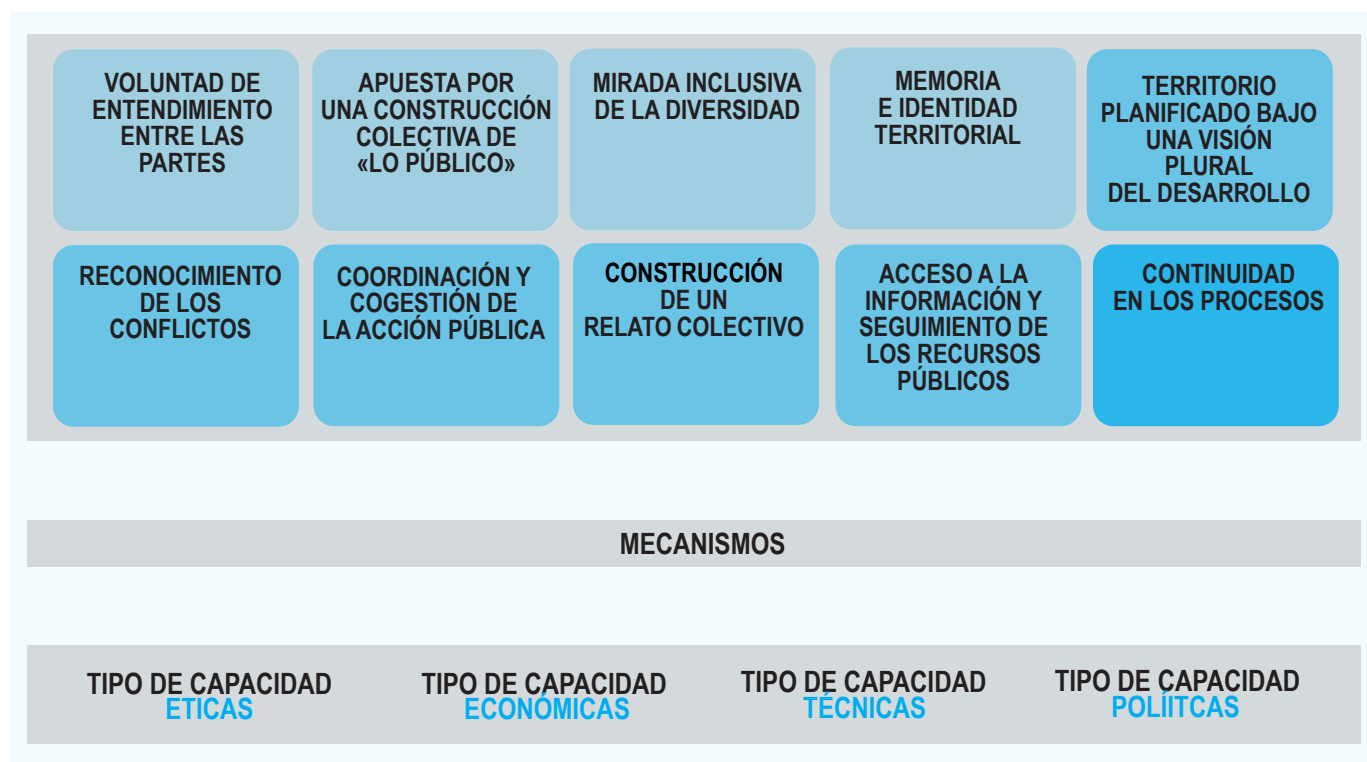 VOLUNTAD DE
ENTENDIMIENTO
ENTRE LAS
PARTES
APUESTA POR
UNA CONSTRUCCIÓN
COLECTIVA DE
«LO PÚBLICO»
MIRADA INCLUSIVA
DE LA DIVERSIDAD
MEMORIA
E IDENTIDAD
TERRITORIAL
TERRITORIO
PLANIFICADO BAJO
UNA VISIÓN
PLURAL
DEL DESARROLLO
RECONOCIMIENTO
DE LOS
CONFLICTOS
COORDINACIÓN Y
COGESTIÓN DE
LA ACCIÓN PÚBLICA
CONSTRUCCIÓN
DE UN
RELATO COLECTIVO
ACCESO A LA
INFORMACIÓN Y
SEGUIMIENTO DE
LOS RECURSOS
PÚBLICOS
CONTINUIDAD
EN LOS PROCESOS
MECANISMOS
TIPO DE CAPACIDAD
ETICAS
TIPO DE CAPACIDAD
ECONÓMICAS
TIPO DE CAPACIDAD
TÉCNICAS
TIPO DE CAPACIDAD
POLÍITCAS